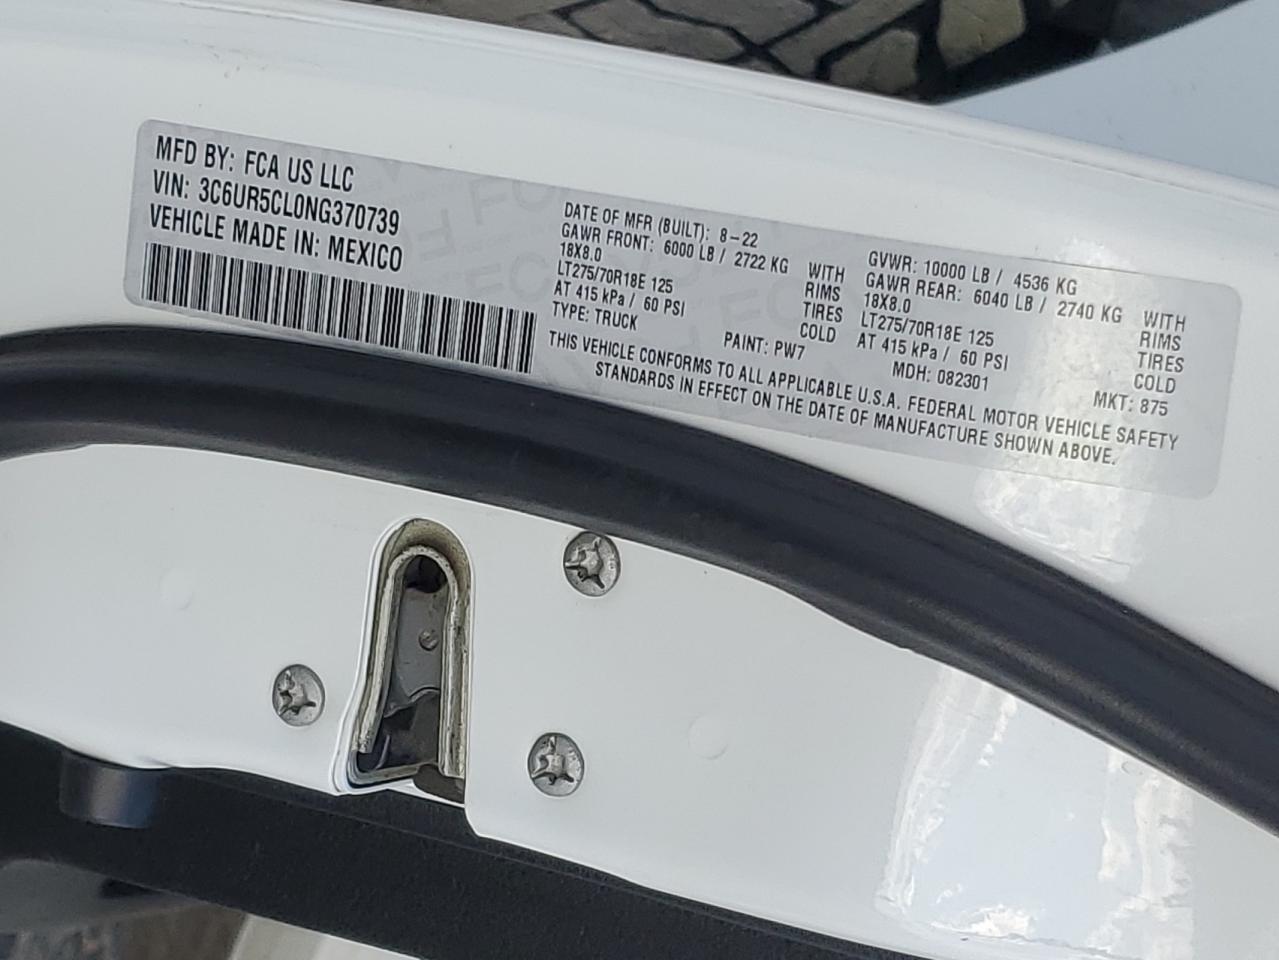 MFD BY: FCA US LLC
VIN: 3C6UR5CL0NG370739
VEHICLE MADE IN: MEXICO
DATE OF MFR (BUILT): 8-22
GVWR: 10000 LB / 4536 KG
GAWR FRONT: 6000 LB / 2722 KG WITH
GAWR REAR: 6040 LB / 2740 KG WITH
18X8.0 RIMS
18X8.0 RIMS
LT275/70R18E 125 TIRES
LT275/70R18E 125 TIRES
AT 415 kPa / 60 PSI COLD
AT 415 kPa / 60 PSI COLD
TYPE: TRUCK
PAINT: PW7
MDH: 082301
MKT: 875
THIS VEHICLE CONFORMS TO ALL APPLICABLE U.S.A. FEDERAL MOTOR VEHICLE SAFETY
STANDARDS IN EFFECT ON THE DATE OF MANUFACTURE SHOWN ABOVE.